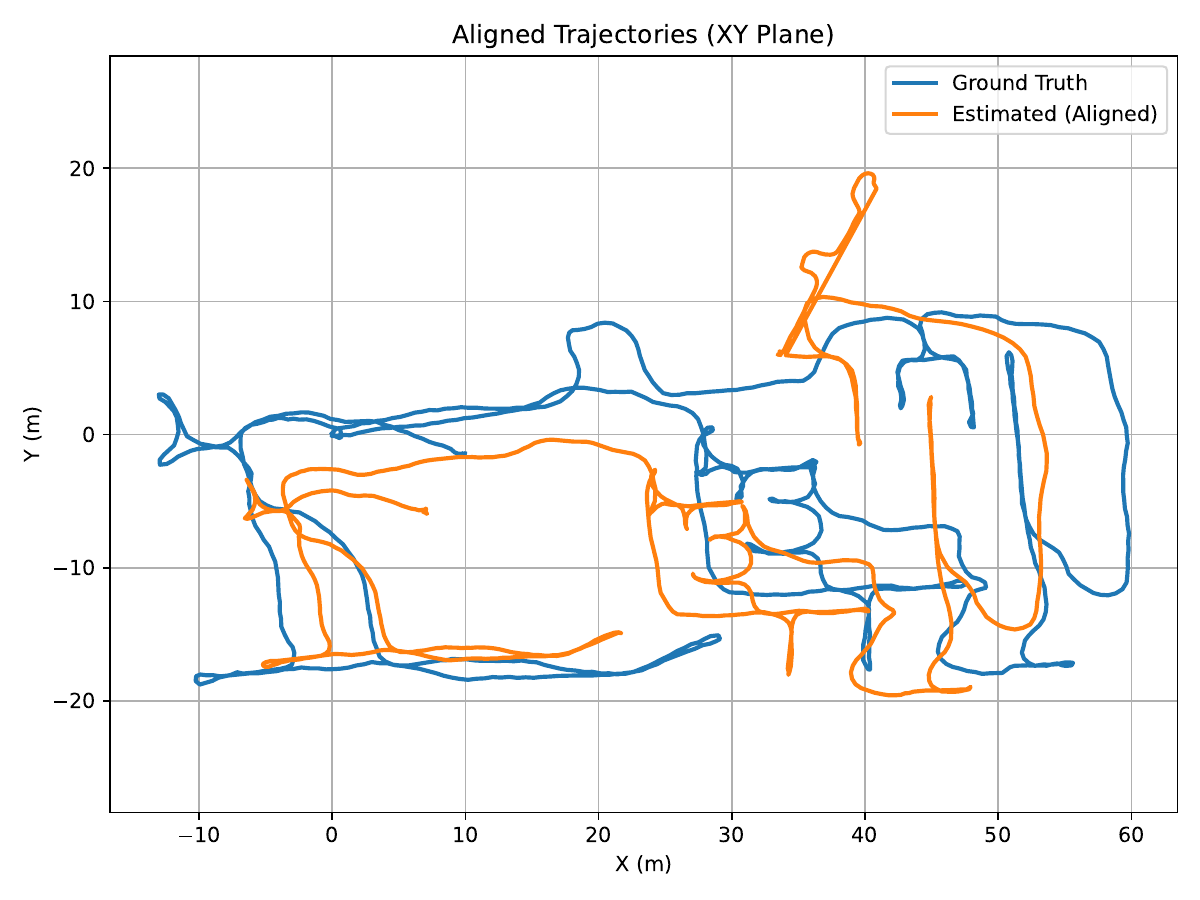 Aligned Trajectories (XY Plane)
Ground Truth
Estimated (Aligned)
20
10
0
−10
−20
Y (m)
−10 0 10 20 30 40 50 60
X (m)